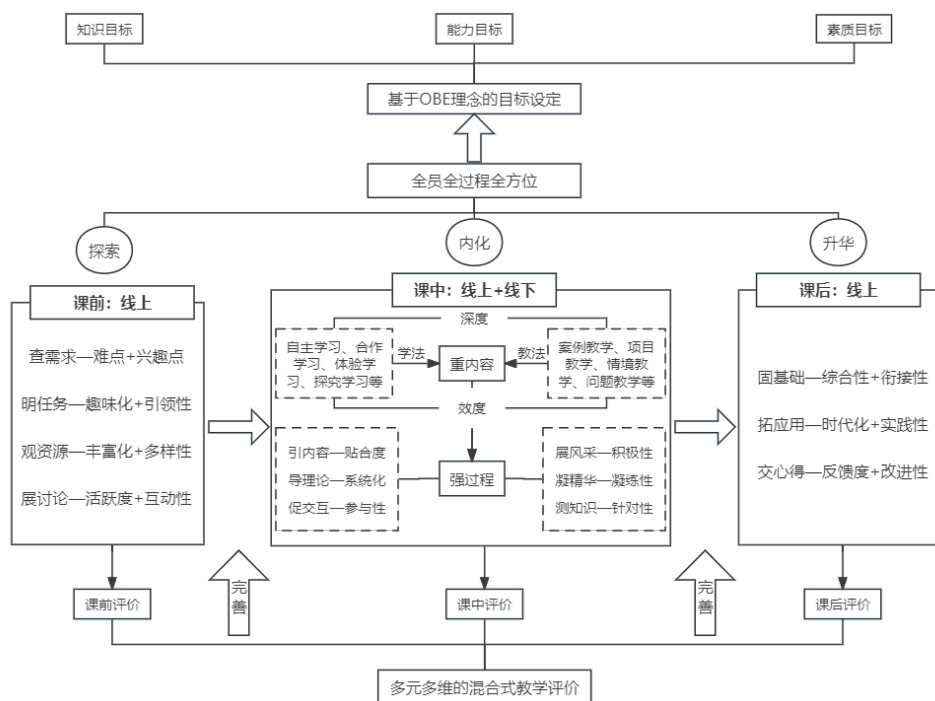 知识目标
能力目标
素质目标
基于OBE理念的目标设定
全员全过程全方位
探索
内化
升华
课前：线上
查需求—难点+兴趣点
明任务—趣味化+引领性
观资源—丰富化+多样性
展讨论—活跃度+互动性
课中：线上+线下
深度
自主学习、合作
学习、体验学
习、探究学习等
学法
重内容
教法
案例教学、项目
教学、情境教
学、问题教学等
效度
引内容—贴合度
导理论—系统化
促交互—参与性
强过程
展风采—积极性
凝精华—凝练性
测知识—针对性
课后：线上
固基础—综合性+衔接性
拓应用—时代化+实践性
交心得—反馈度+改进性
完善
完善
课前评价
课中评价
课后评价
多元多维的混合式教学评价